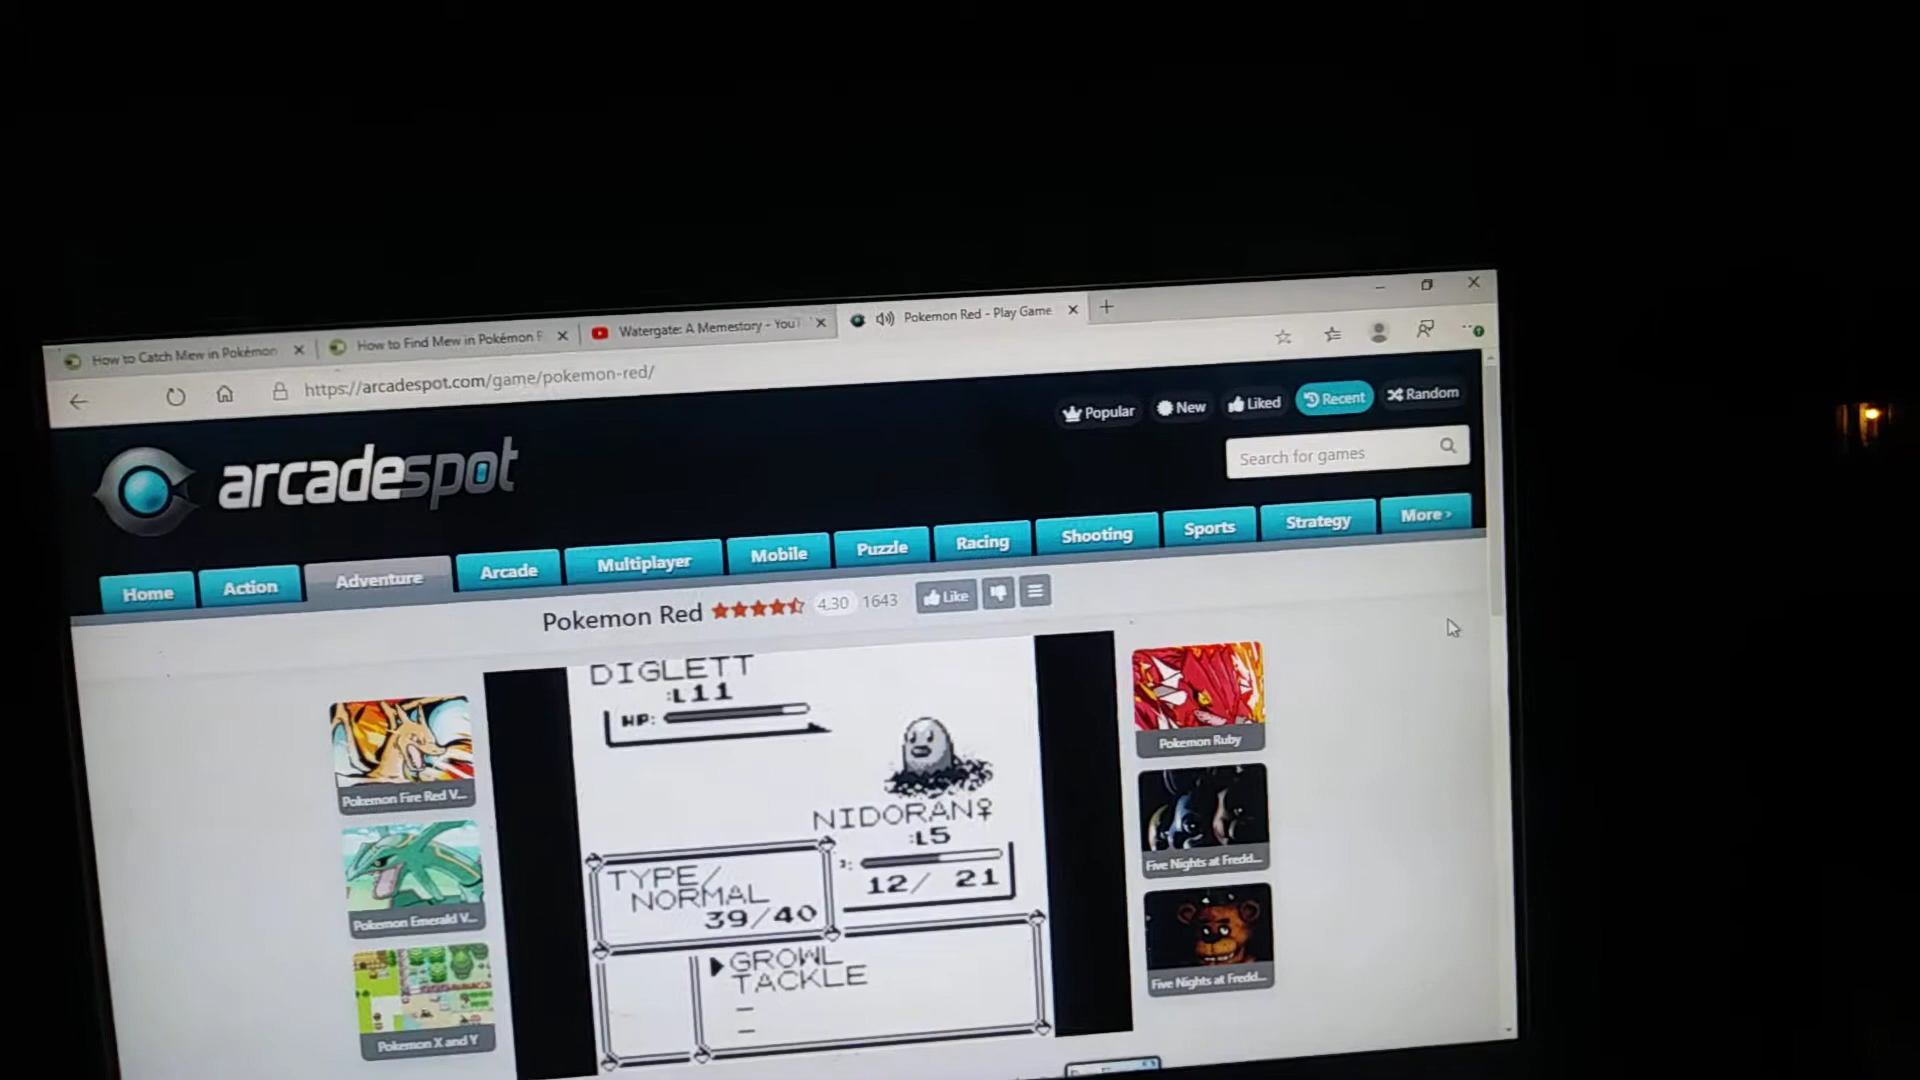 How to Catch Mew in Pokémon
How to Find Mew in Pokémon F
Watergate: A Memestory - YouT
Pokemon Red - Play Game
https://arcadespot.com/game/pokemon-red/
Popular
New
Liked
Recent
Random
arcadespot
Search for games
Home
Action
Adventure
Arcade
Multiplayer
Mobile
Puzzle
Racing
Shooting
Sports
Strategy
More ›
Pokemon Red
4.30
1643
Like
DIGLETT
:L11
HP:
NIDORAN♀
:L5
12/ 21
TYPE/
NORMAL
39/40
GROWL
TACKLE
–
–
Pokemon Fire Red V...
Pokemon Emerald V...
Pokemon X and Y
Pokemon Ruby
Five Nights at Fredd...
Five Nights at Fredd...